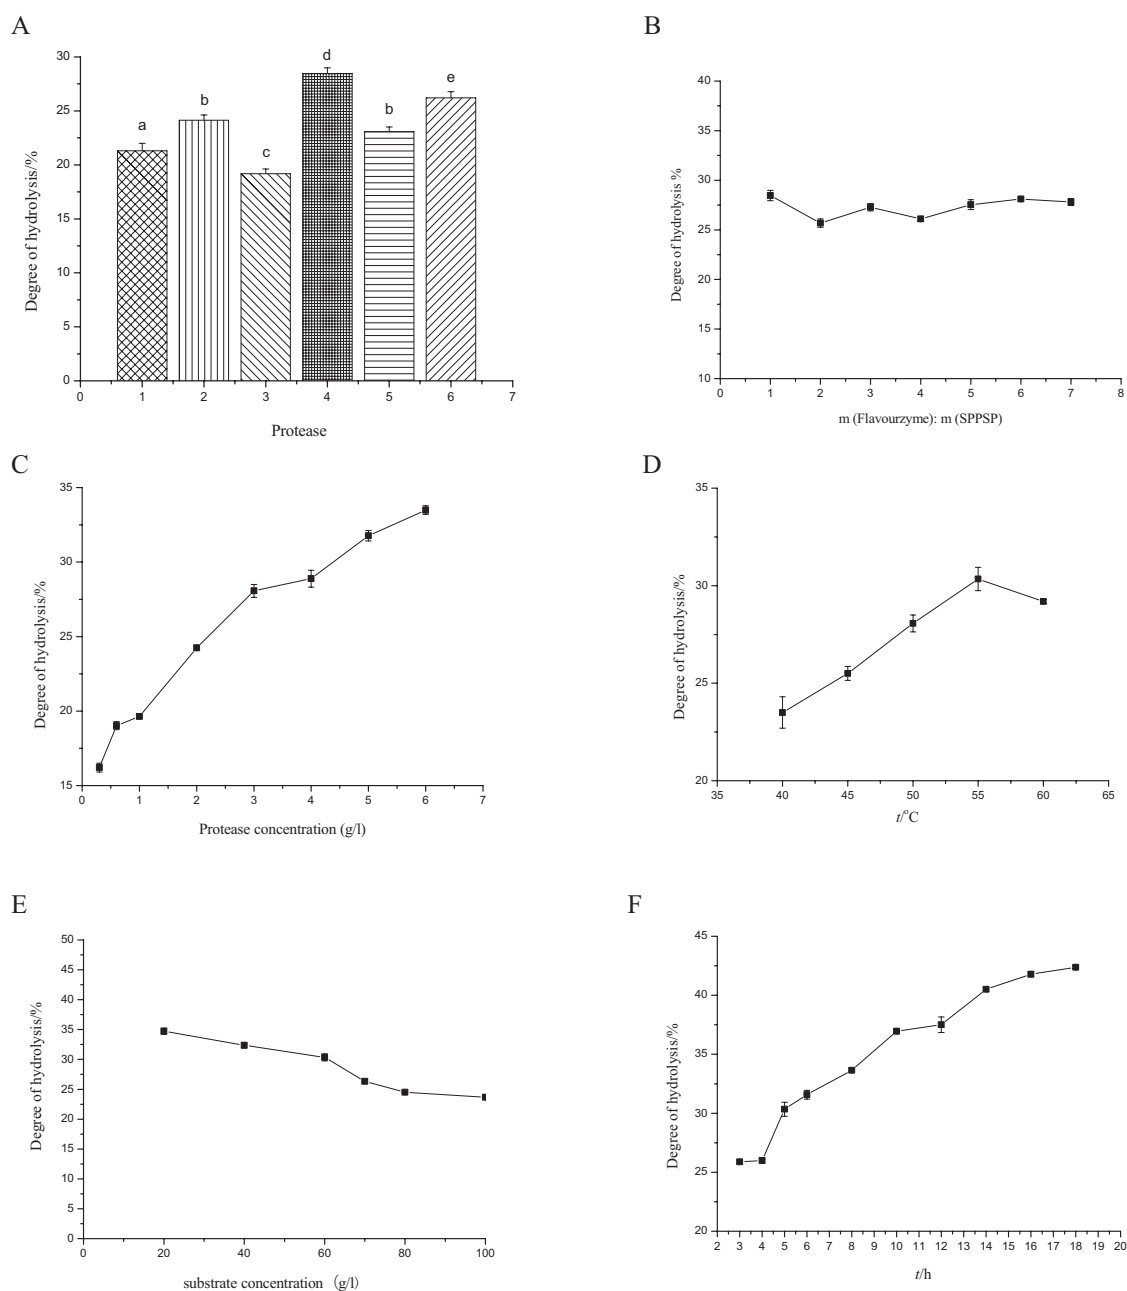 A
30
25
20
15
10
5
0
Degree of hydrolysis/%
a
b
c
d
b
e
0 1 2 3 4 5 6 7
Protease
B
40
35
30
25
20
15
10
Degree of hydrolysis %
0 1 2 3 4 5 6 7 8
m (Flavourzyme): m (SPPSP)
C
35
30
25
20
15
Degree of hydrolysis/%
0 1 2 3 4 5 6 7
Protease concentration (g/l)
D
35
30
25
20
Degree of hydrolysis/%
35 40 45 50 55 60 65
t/°C
E
50
45
40
35
30
25
20
15
10
5
0
Degree of hydrolysis/%
0 20 40 60 80 100
substrate concentration (g/l)
F
45
40
35
30
25
20
Degree of hydrolysis/%
2 3 4 5 6 7 8 9 10 11 12 13 14 15 16 17 18 19 20
t/h